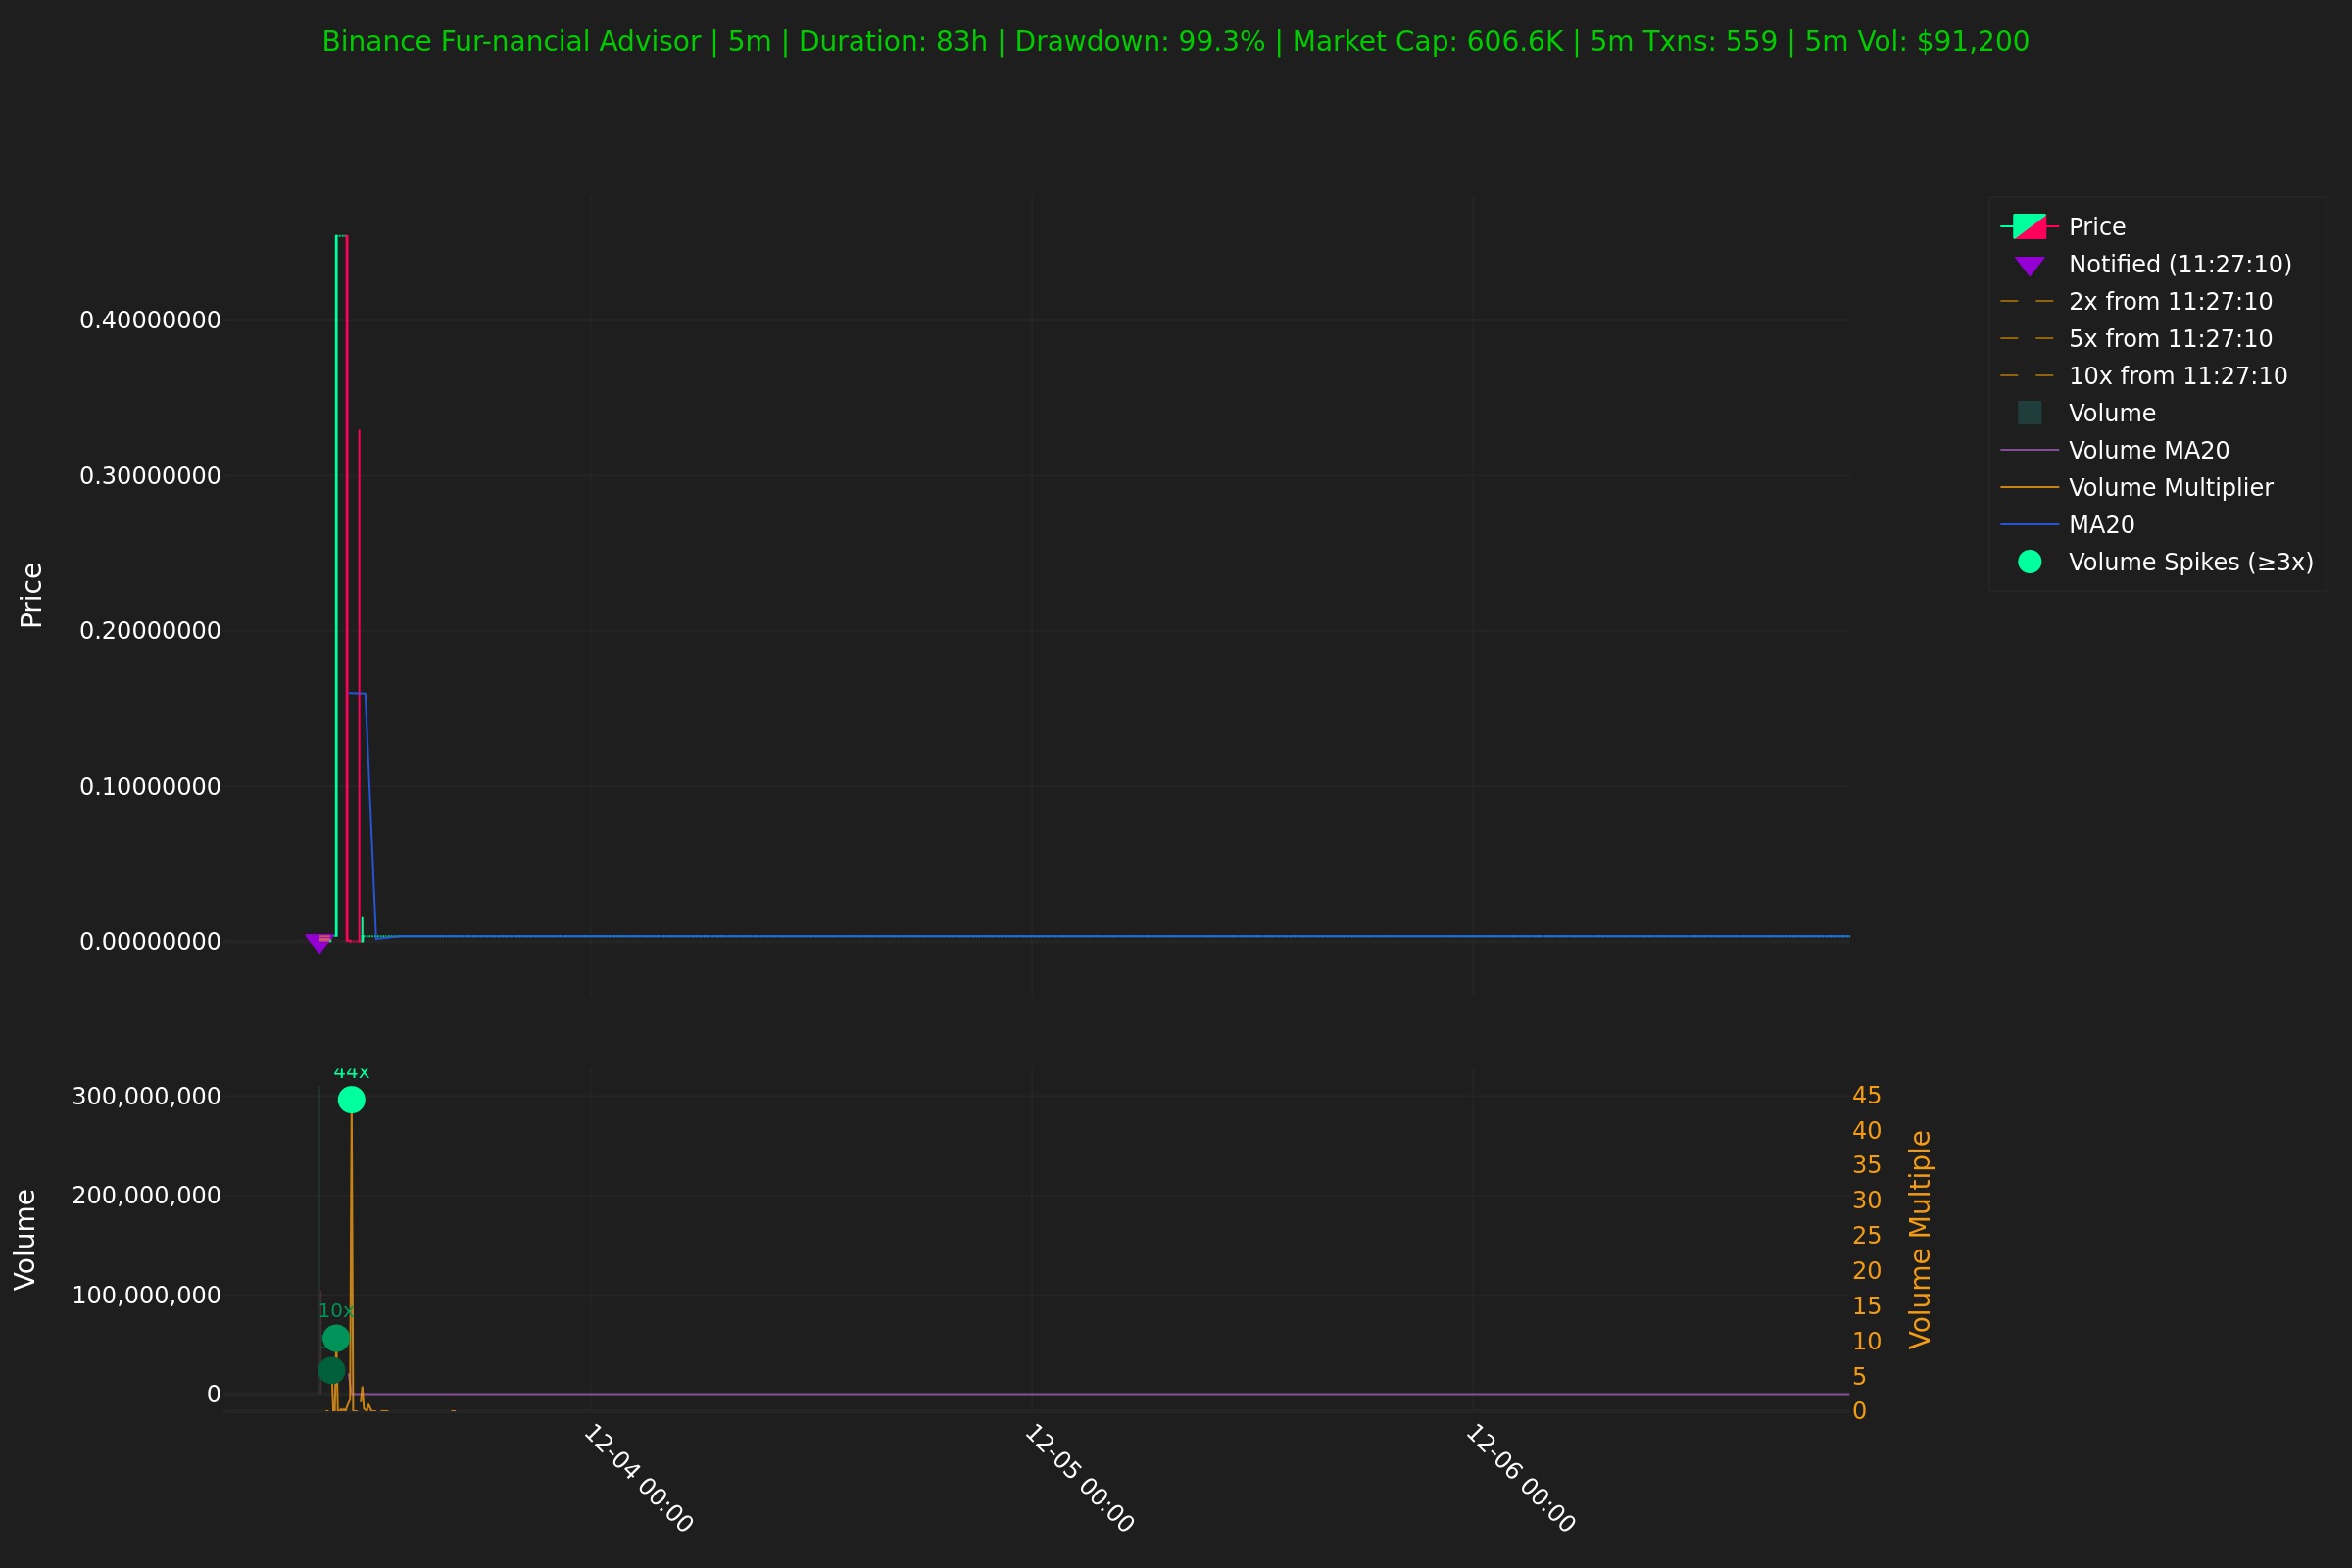 Binance Fur-nancial Advisor | 5m | Duration: 83h | Drawdown: 99.3% | Market Cap: 606.6K | 5m Txns: 559 | 5m Vol: $91,200
Price
0.40000000
0.30000000
0.20000000
0.10000000
0.00000000
Price
Notified (11:27:10)
2x from 11:27:10
5x from 11:27:10
10x from 11:27:10
Volume
Volume MA20
Volume Multiplier
MA20
Volume Spikes (≥3x)
Volume
300,000,000
200,000,000
100,000,000
0
44x
10x
45
40
35
30
25
20
15
10
5
0
Volume Multiple
12-04 00:00
12-05 00:00
12-06 00:00